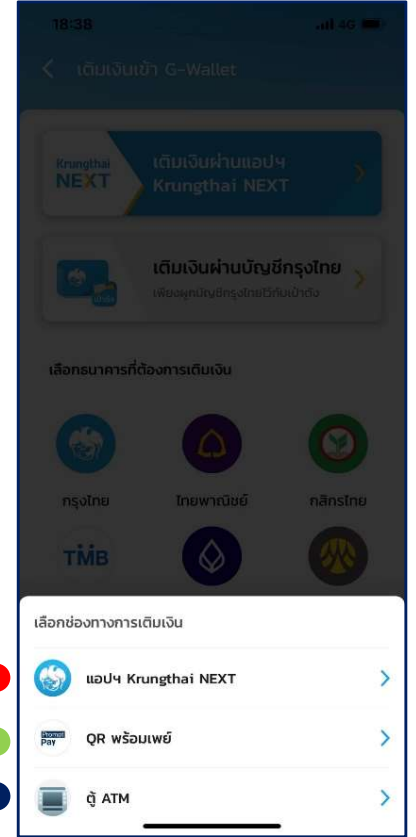 18:38 4G
เติมเงินเข้า G-Wallet
Krungthai
NEXT
เติมเงินผ่านแอปฯ
Krungthai NEXT
เติมเงินผ่านบัญชีกรุงไทย
เพียงผูกบัญชีกรุงไทยไว้กับเป๋าตัง
เป๋าตัง
เลือกธนาคารที่ต้องการเติมเงิน
กรุงไทย ไทยพาณิชย์ กสิกรไทย
TMB
เลือกช่องทางการเติมเงิน
แอปฯ Krungthai NEXT
Prompt
Pay
QR พร้อมเพย์
ตู้ ATM